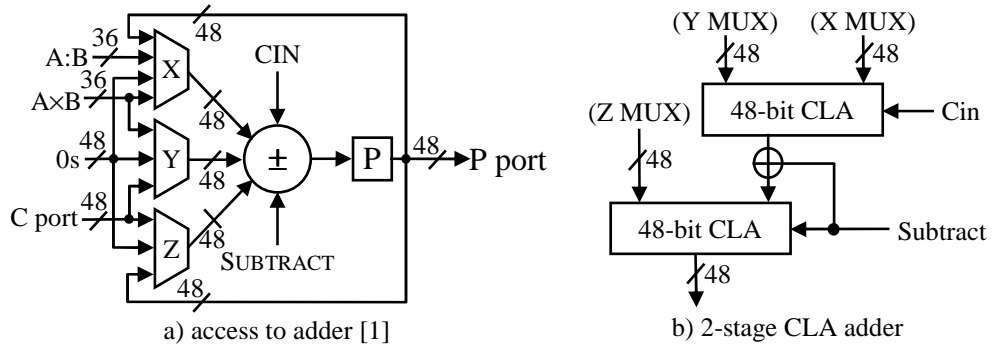 48
A:B
36
X
CIN
36
A×B
48
0s
48
Y
48
±
P
48
P port
48
C port
Z
48
SUBTRACT
48
48
a) access to adder [1]
(Y MUX)
(X MUX)
48
48
(Z MUX)
48-bit CLA
Cin
48
48-bit CLA
Subtract
48
b) 2-stage CLA adder